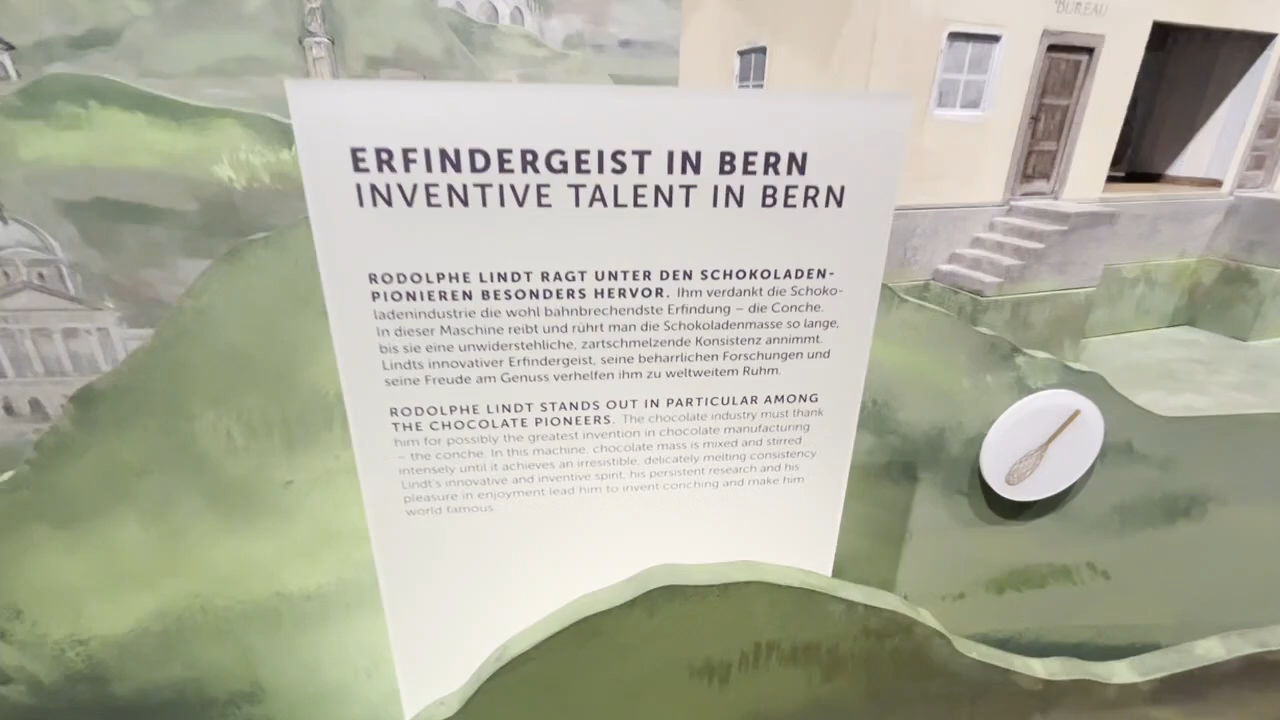 BUREAU
ERFINDERGEIST IN BERN
INVENTIVE TALENT IN BERN
RODOLPHE LINDT RAGT UNTER DEN SCHOKOLADEN-
PIONIEREN BESONDERS HERVOR. Ihm verdankt die Schoko-
ladenindustrie die wohl bahnbrechendste Erfindung – die Conche.
In dieser Maschine reibt und rührt man die Schokoladenmasse so lange,
bis sie eine unwiderstehliche, zartschmelzende Konsistenz annimmt.
Lindts innovativer Erfindergeist, seine beharrlichen Forschungen und
seine Freude am Genuss verhelfen ihm zu weltweitem Ruhm.
RODOLPHE LINDT STANDS OUT IN PARTICULAR AMONG
THE CHOCOLATE PIONEERS. The chocolate industry must thank
him for possibly the greatest invention in chocolate manufacturing
– the conche. In this machine, chocolate mass is mixed and stirred
intensely until it achieves an irresistible, delicately melting consistency
Lindt's innovative and inventive spirit, his persistent research and his
pleasure in enjoyment lead him to invent conching and make him
world famous.